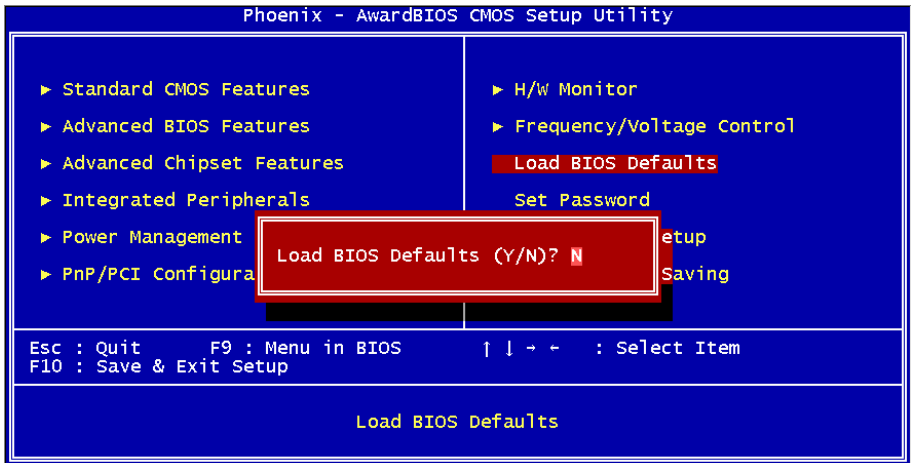 Phoenix - AwardBIOS CMOS Setup Utility
► Standard CMOS Features
► Advanced BIOS Features
► Advanced Chipset Features
► Integrated Peripherals
► Power Management
► PnP/PCI Configura
► H/W Monitor
► Frequency/Voltage Control
Load BIOS Defaults
Set Password
etup
Saving
Load BIOS Defaults (Y/N)? N
Esc : Quit F9 : Menu in BIOS ↑ ↓ → ← : Select Item
F10 : Save & Exit Setup
Load BIOS Defaults